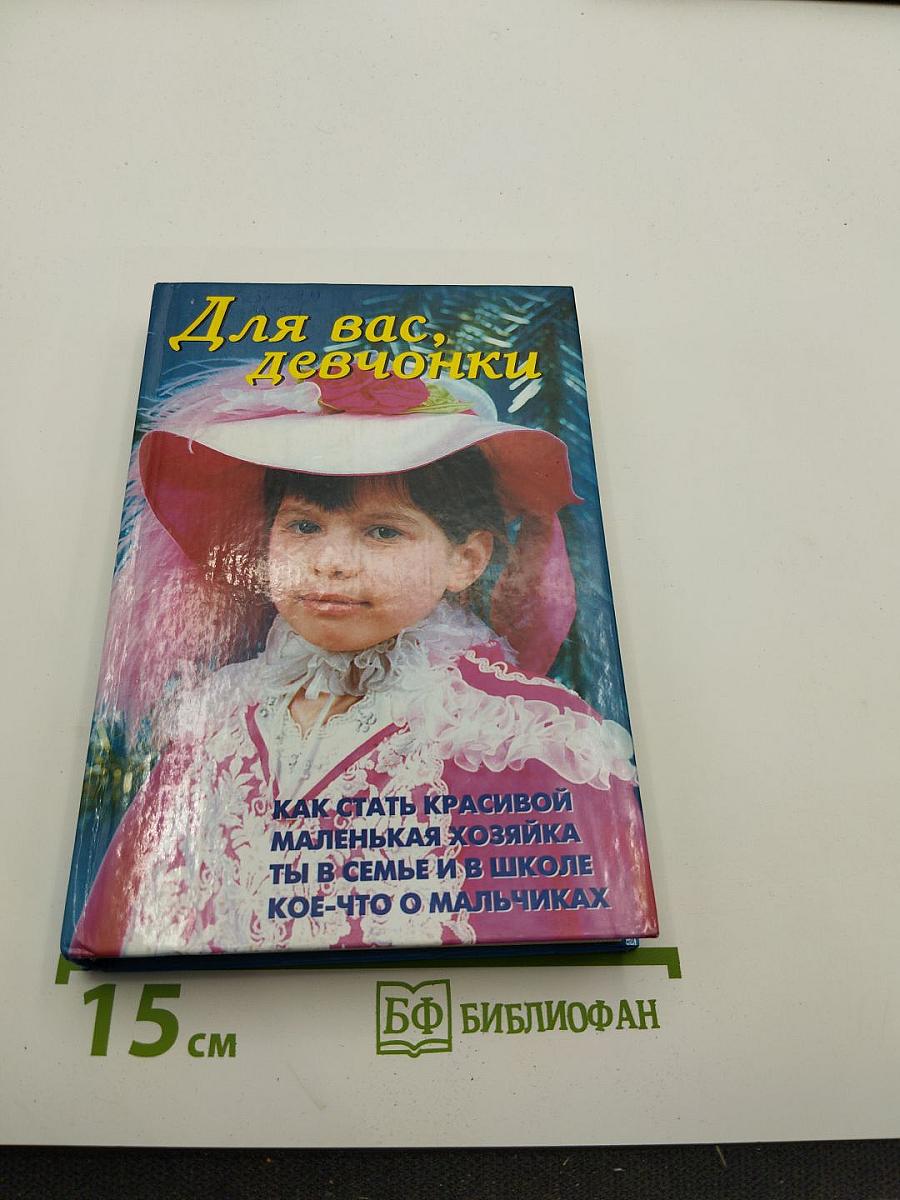 Для вас,
девчонки
КАК СТАТЬ КРАСИВОЙ
МАЛЕНЬКАЯ ХОЗЯЙКА
ТЫ В СЕМЬЕ И В ШКОЛЕ
КОЕ-ЧТО О МАЛЬЧИКАХ
15 см
БФ БИБЛИОФАН